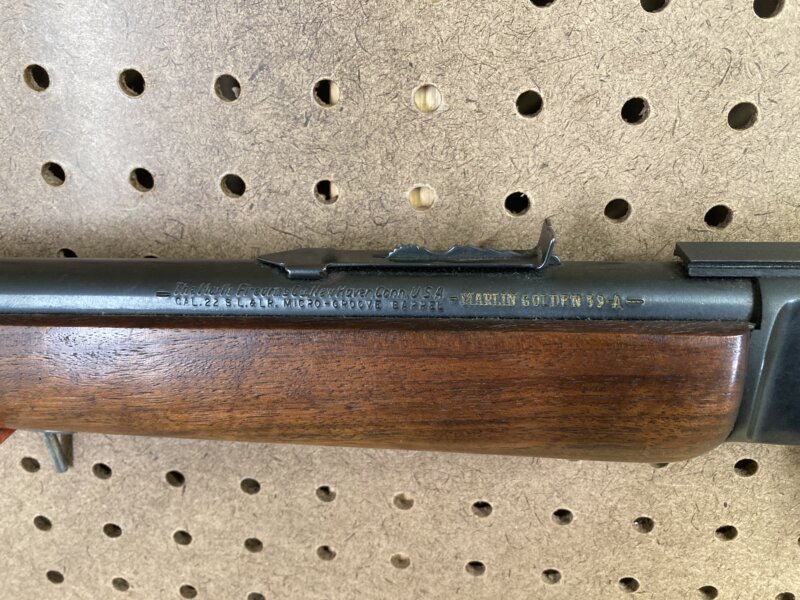 The Marlin Firearms Co. New Haven, Conn. U.S.A.
CAL. 22 S.L.&LR. MICRO-GROOVE BARREL
-MARLIN GOLDEN 39-A-